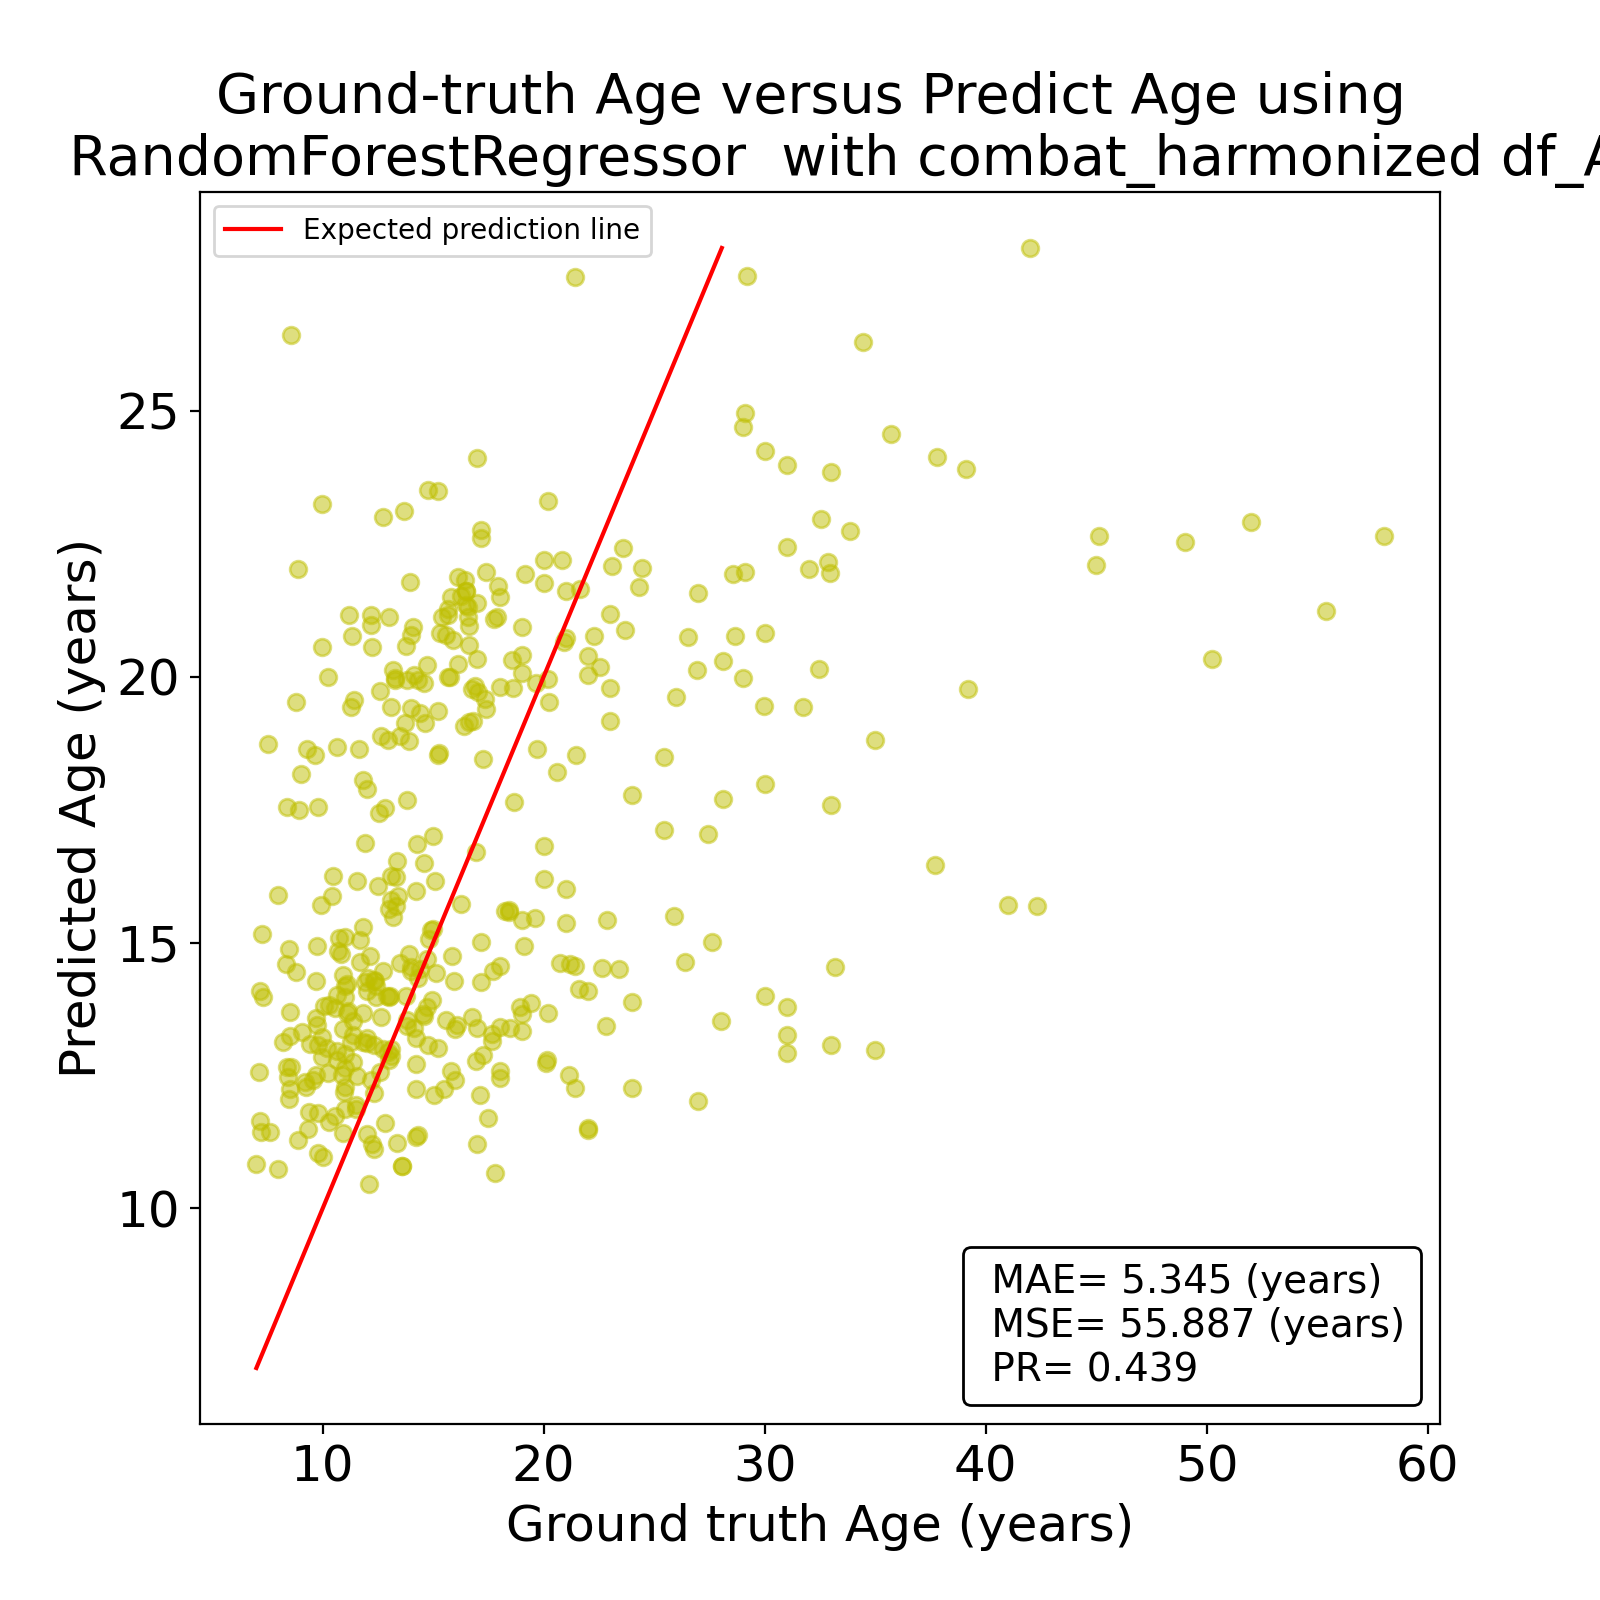 Ground-truth Age versus Predict Age using
RandomForestRegressor  with combat_harmonized df_A
Expected prediction line
Predicted Age (years)
25
20
15
10
MAE= 5.345 (years)
MSE= 55.887 (years)
PR= 0.439
10 20 30 40 50 60
Ground truth Age (years)